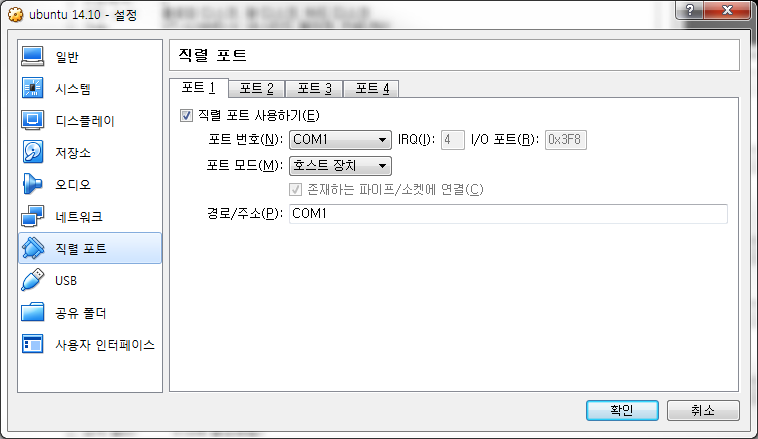 ubuntu 14.10 - 설정
일반
시스템
디스플레이
저장소
오디오
네트워크
직렬 포트
USB
공유 폴더
사용자 인터페이스
직렬 포트
포트 1 포트 2 포트 3 포트 4
직렬 포트 사용하기(E)
포트 번호(N): COM1 IRQ(I): 4 I/O 포트(R): 0x3F8
포트 모드(M): 호스트 장치
존재하는 파이프/소켓에 연결(C)
경로/주소(P): COM1
확인 취소